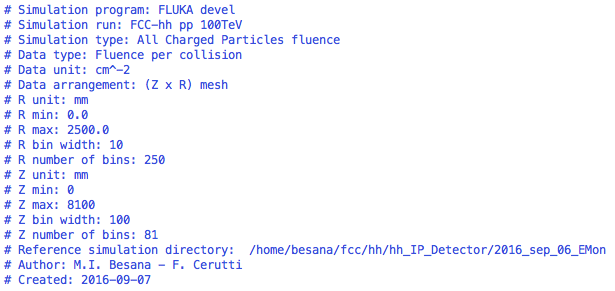 # Simulation program: FLUKA devel
# Simulation run: FCC-hh pp 100TeV
# Simulation type: All Charged Particles fluence
# Data type: Fluence per collision
# Data unit: cm^-2
# Data arrangement: (Z x R) mesh
# R unit: mm
# R min: 0.0
# R max: 2500.0
# R bin width: 10
# R number of bins: 250
# Z unit: mm
# Z min: 0
# Z max: 8100
# Z bin width: 100
# Z number of bins: 81
# Reference simulation directory:  /home/besana/fcc/hh/hh_IP_Detector/2016_sep_06_EMon
# Author: M.I. Besana - F. Cerutti
# Created: 2016-09-07